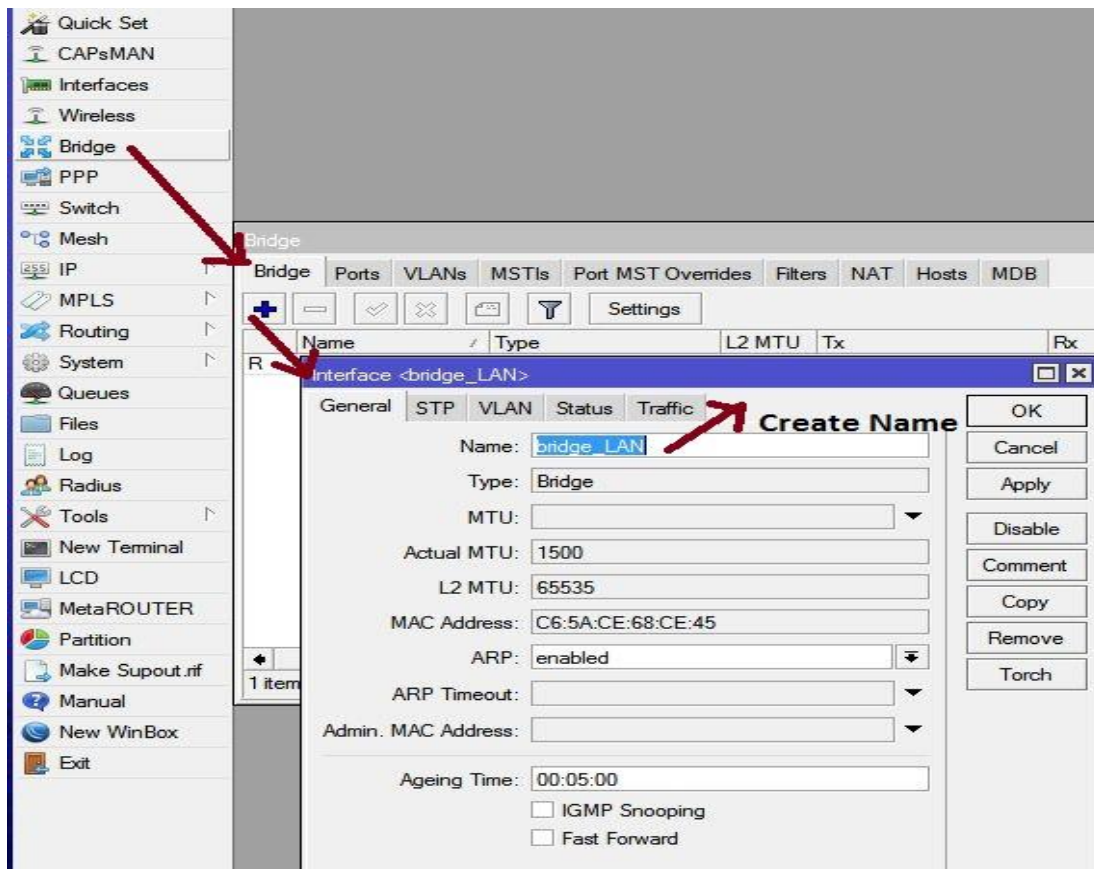 Quick Set
CAPsMAN
Interfaces
Wireless
Bridge
PPP
Switch
Mesh
255 IP
MPLS
Routing
System
Queues
Files
Log
Radius
Tools
New Terminal
LCD
MetaROUTER
Partition
Make Supout.rif
Manual
New WinBox
Exit
Bridge
Bridge Ports VLANs MSTIs Port MST Overrides Filters NAT Hosts MDB
Settings
Name Type L2 MTU Tx Rx
R
1 item
Interface <bridge_LAN>
General STP VLAN Status Traffic
Create Name
Name: bridge_LAN
Type: Bridge
MTU:
Actual MTU: 1500
L2 MTU: 65535
MAC Address: C6:5A:CE:68:CE:45
ARP: enabled
ARP Timeout:
Admin. MAC Address:
Ageing Time: 00:05:00
IGMP Snooping
Fast Forward
OK
Cancel
Apply
Disable
Comment
Copy
Remove
Torch